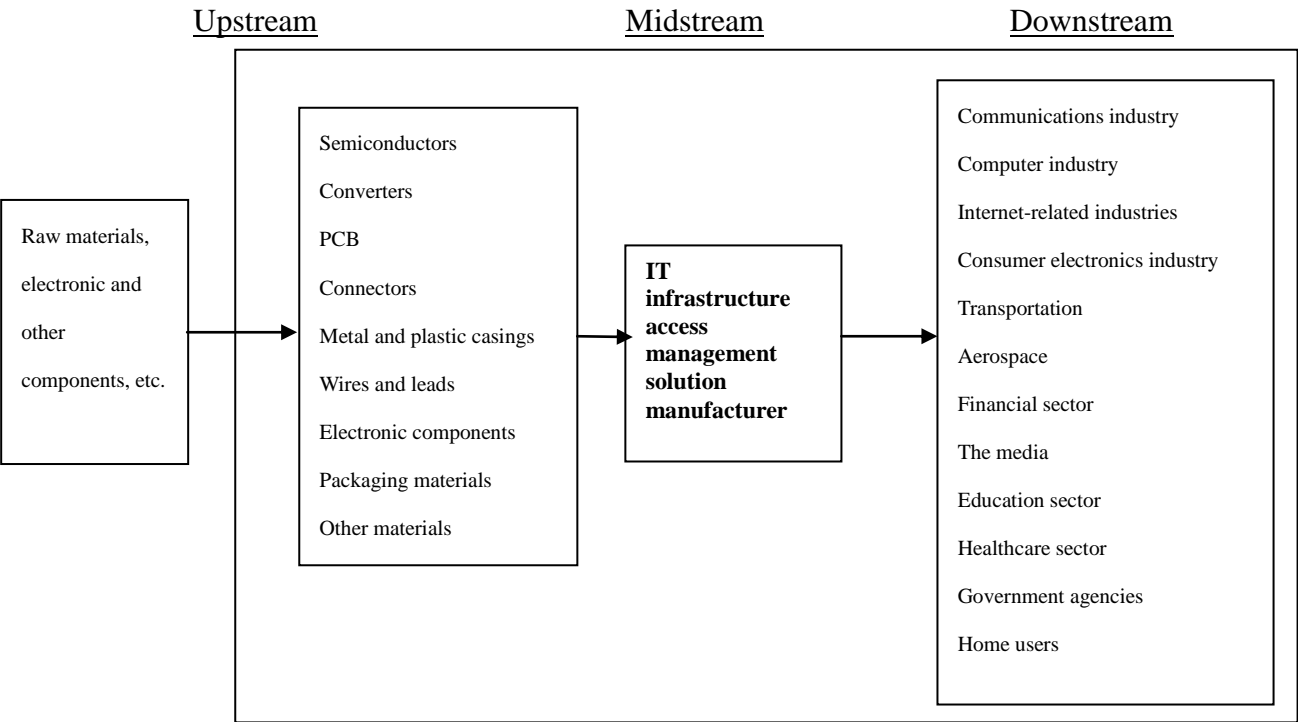 Upstream
Midstream
Downstream
Raw materials,
electronic and
other
components, etc.
Semiconductors
Converters
PCB
Connectors
Metal and plastic casings
Wires and leads
Electronic components
Packaging materials
Other materials
IT
infrastructure
access
management
solution
manufacturer
Communications industry
Computer industry
Internet-related industries
Consumer electronics industry
Transportation
Aerospace
Financial sector
The media
Education sector
Healthcare sector
Government agencies
Home users